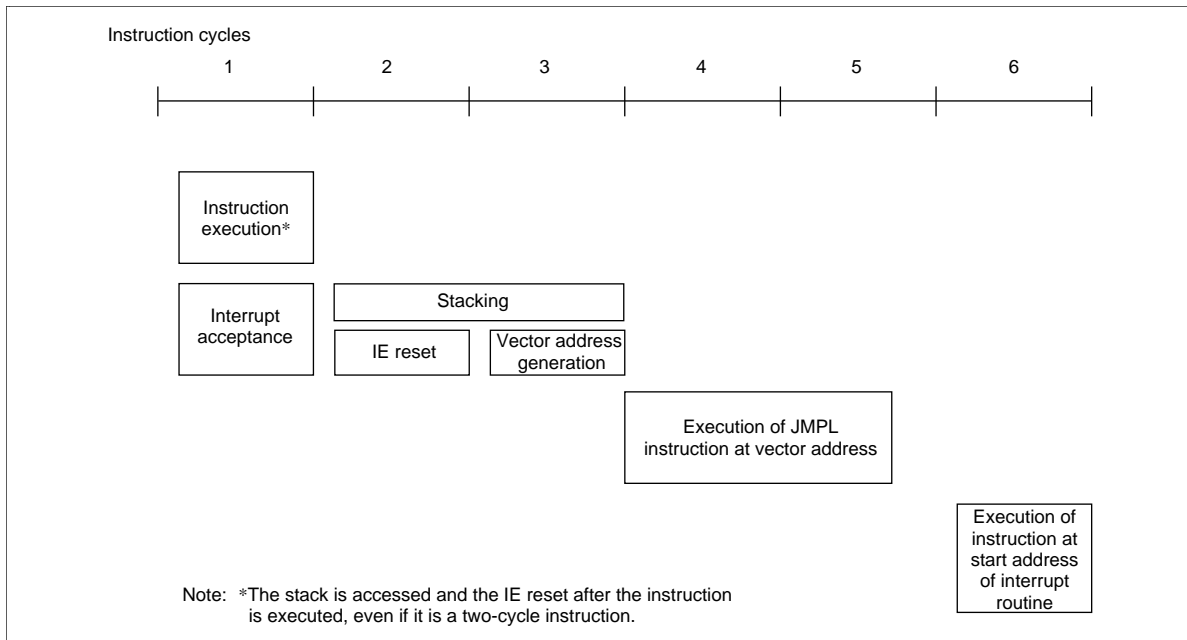 Instruction cycles
1 2 3 4 5 6
Instruction
execution*
Interrupt
acceptance
Stacking
IE reset
Vector address
generation
Execution of JMPL
instruction at vector address
Execution of
instruction at
start address
of interrupt
routine
Note: *The stack is accessed and the IE reset after the instruction
is executed, even if it is a two-cycle instruction.